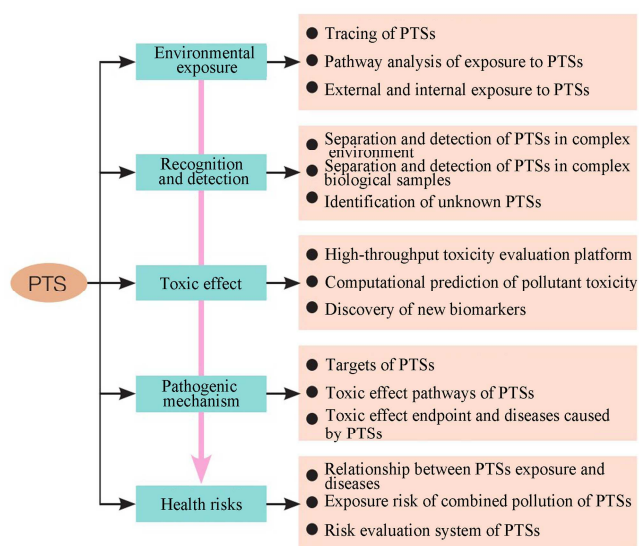 PTS
Environmental
exposure
● Tracing of PTSs
● Pathway analysis of exposure to PTSs
● External and internal exposure to PTSs
Recognition
and detection
● Separation and detection of PTSs in complex
environment
● Separation and detection of PTSs in complex
biological samples
● Identification of unknown PTSs
Toxic effect
● High-throughput toxicity evaluation platform
● Computational prediction of pollutant toxicity
● Discovery of new biomarkers
Pathogenic
mechanism
● Targets of PTSs
● Toxic effect pathways of PTSs
● Toxic effect endpoint and diseases caused
by PTSs
Health risks
● Relationship between PTSs exposure and
diseases
● Exposure risk of combined pollution of PTSs
● Risk evaluation system of PTSs